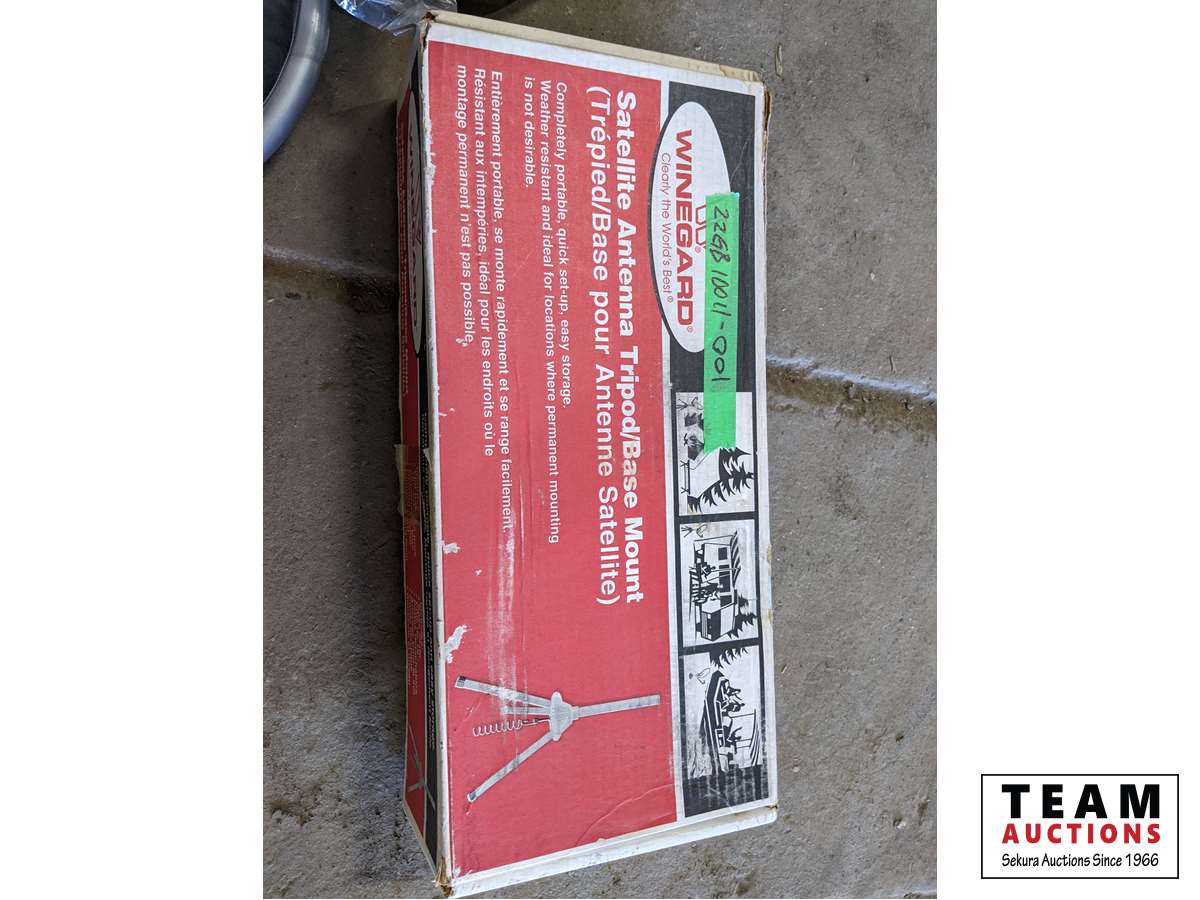 WINEGARD®
Clearly the World's Best®
22GB10011-001
Satellite Antenna Tripod/Base Mount
(Trépied/Base pour Antenne Satellite)
Completely portable, quick set-up, easy storage.
Weather resistant and ideal for locations where permanent mounting
is not desirable.
Entièrement portable, se monte rapidement et se range facilement.
Résistant aux intempéries, idéal pour les endroits où le
montage permanent n'est pas possible.
TEAM
AUCTIONS
Sekura Auctions Since 1966